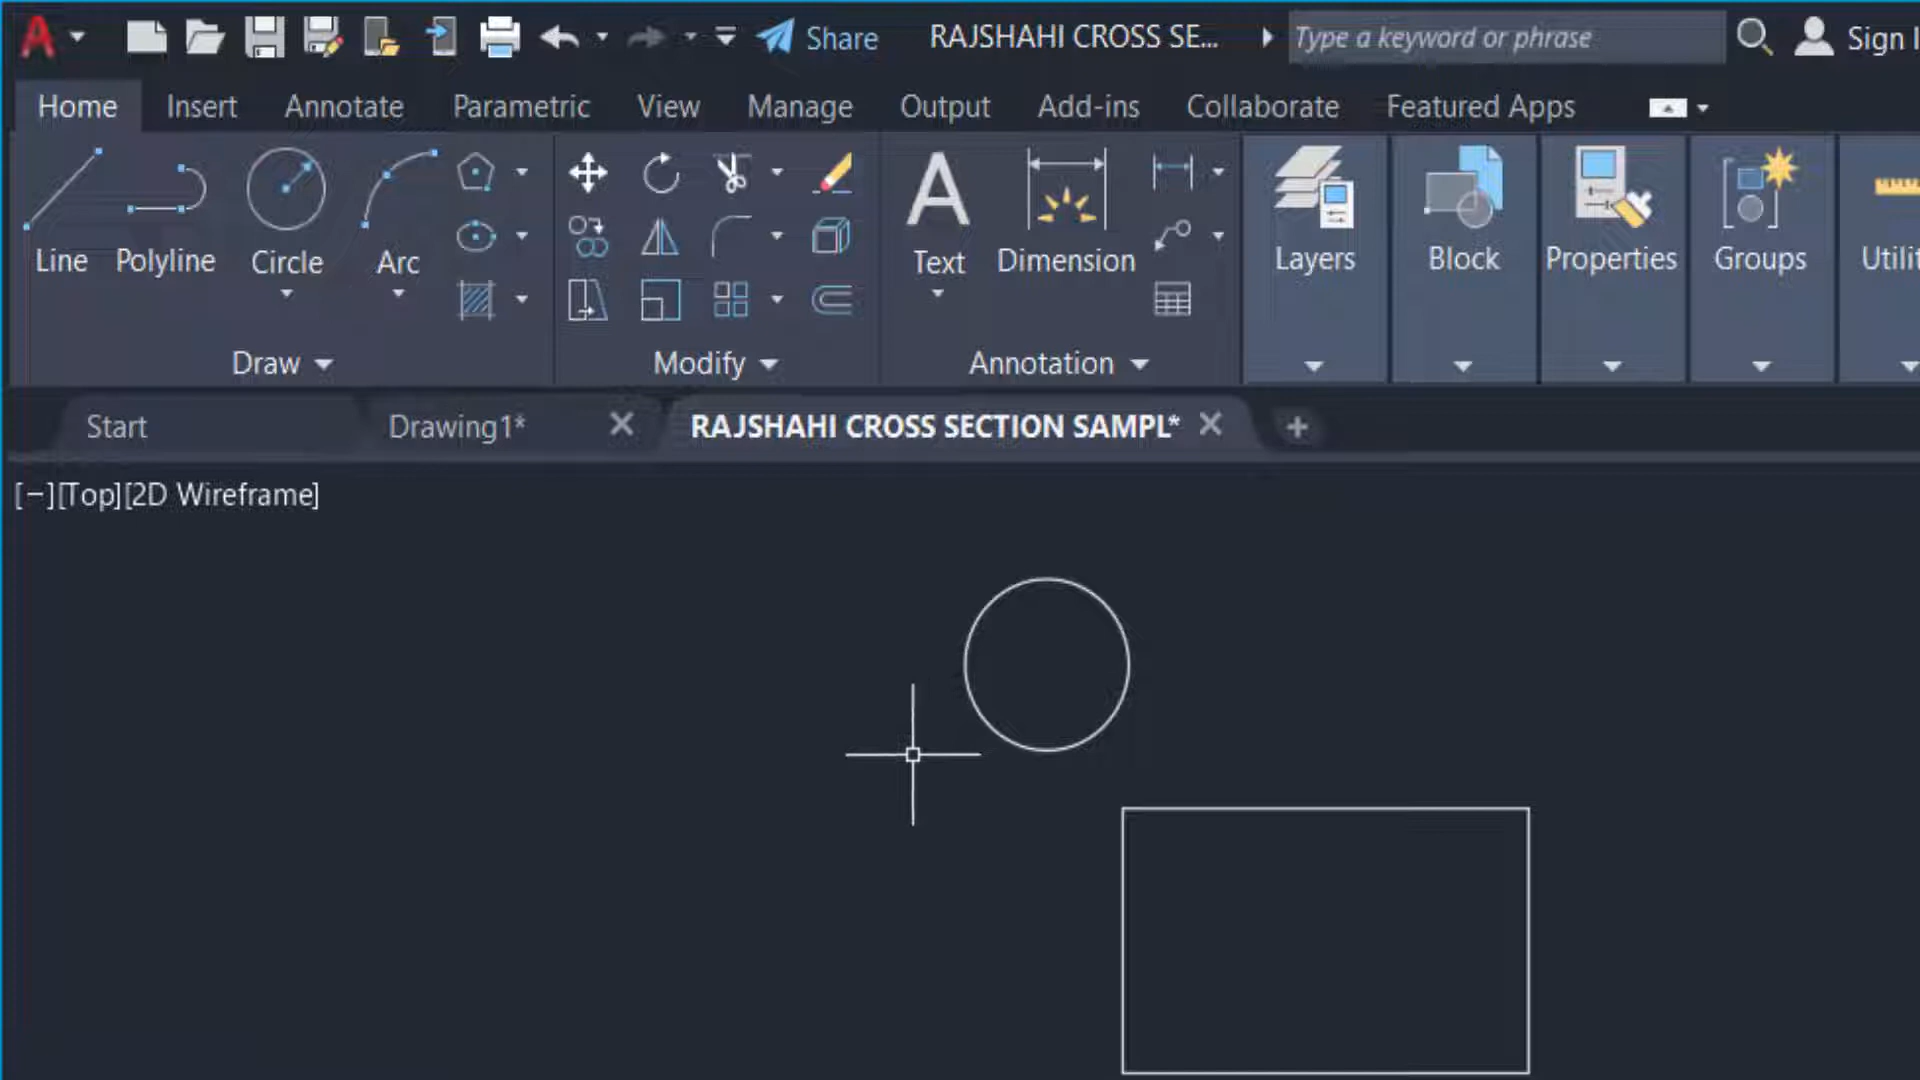 Share RAJSHAHI CROSS SE... Type a keyword or phrase Sign I
Home Insert Annotate Parametric View Manage Output Add-ins Collaborate Featured Apps
Line Polyline Circle Arc Text Dimension Layers Block Properties Groups Utilit
Draw Modify Annotation
Start Drawing1* RAJSHAHI CROSS SECTION SAMPL*
[−][Top][2D Wireframe]